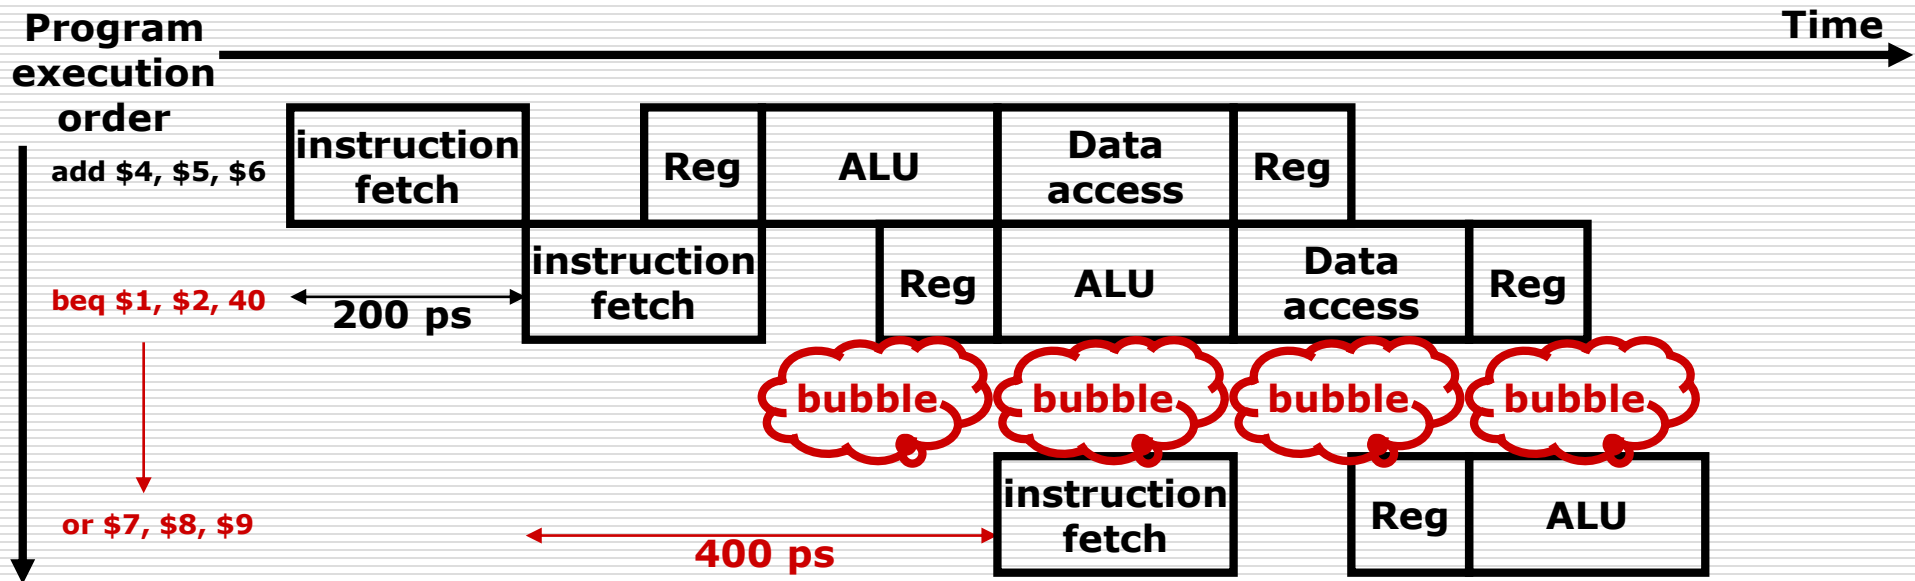 Program
execution
order
Time
add $4, $5, $6
instruction
fetch
Reg
ALU
Data
access
Reg
beq $1, $2, 40
200 ps
instruction
fetch
Reg
ALU
Data
access
Reg
bubble
bubble
bubble
bubble
or $7, $8, $9
400 ps
instruction
fetch
Reg
ALU